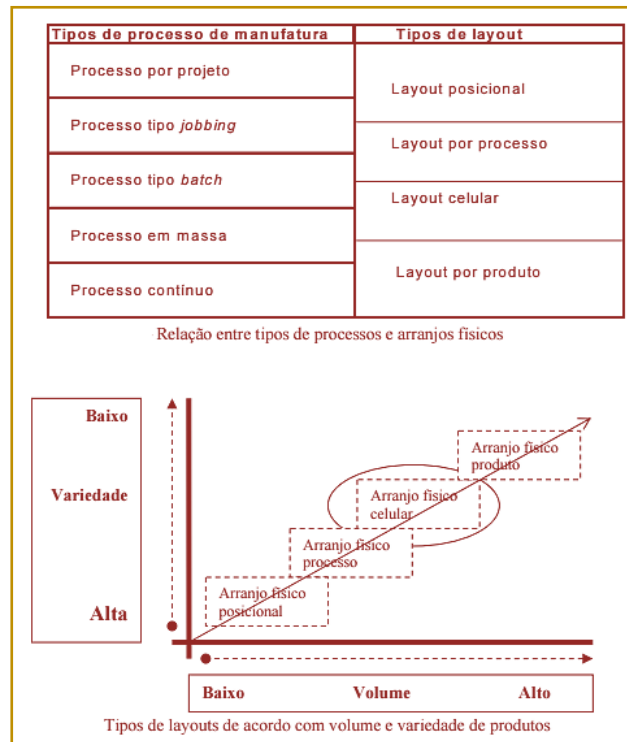 Tipos de processo de manufatura
Tipos de layout
Processo por projeto
Layout posicional
Processo tipo jobbing
Layout por processo
Processo tipo batch
Layout celular
Processo em massa
Layout por produto
Processo contínuo
Relação entre tipos de processos e arranjos físicos
Baixo
Variedade
Alta
Arranjo físico
produto
Arranjo físico
celular
Arranjo físico
processo
Arranjo físico
posicional
Baixo Volume Alto
Tipos de layouts de acordo com volume e variedade de produtos